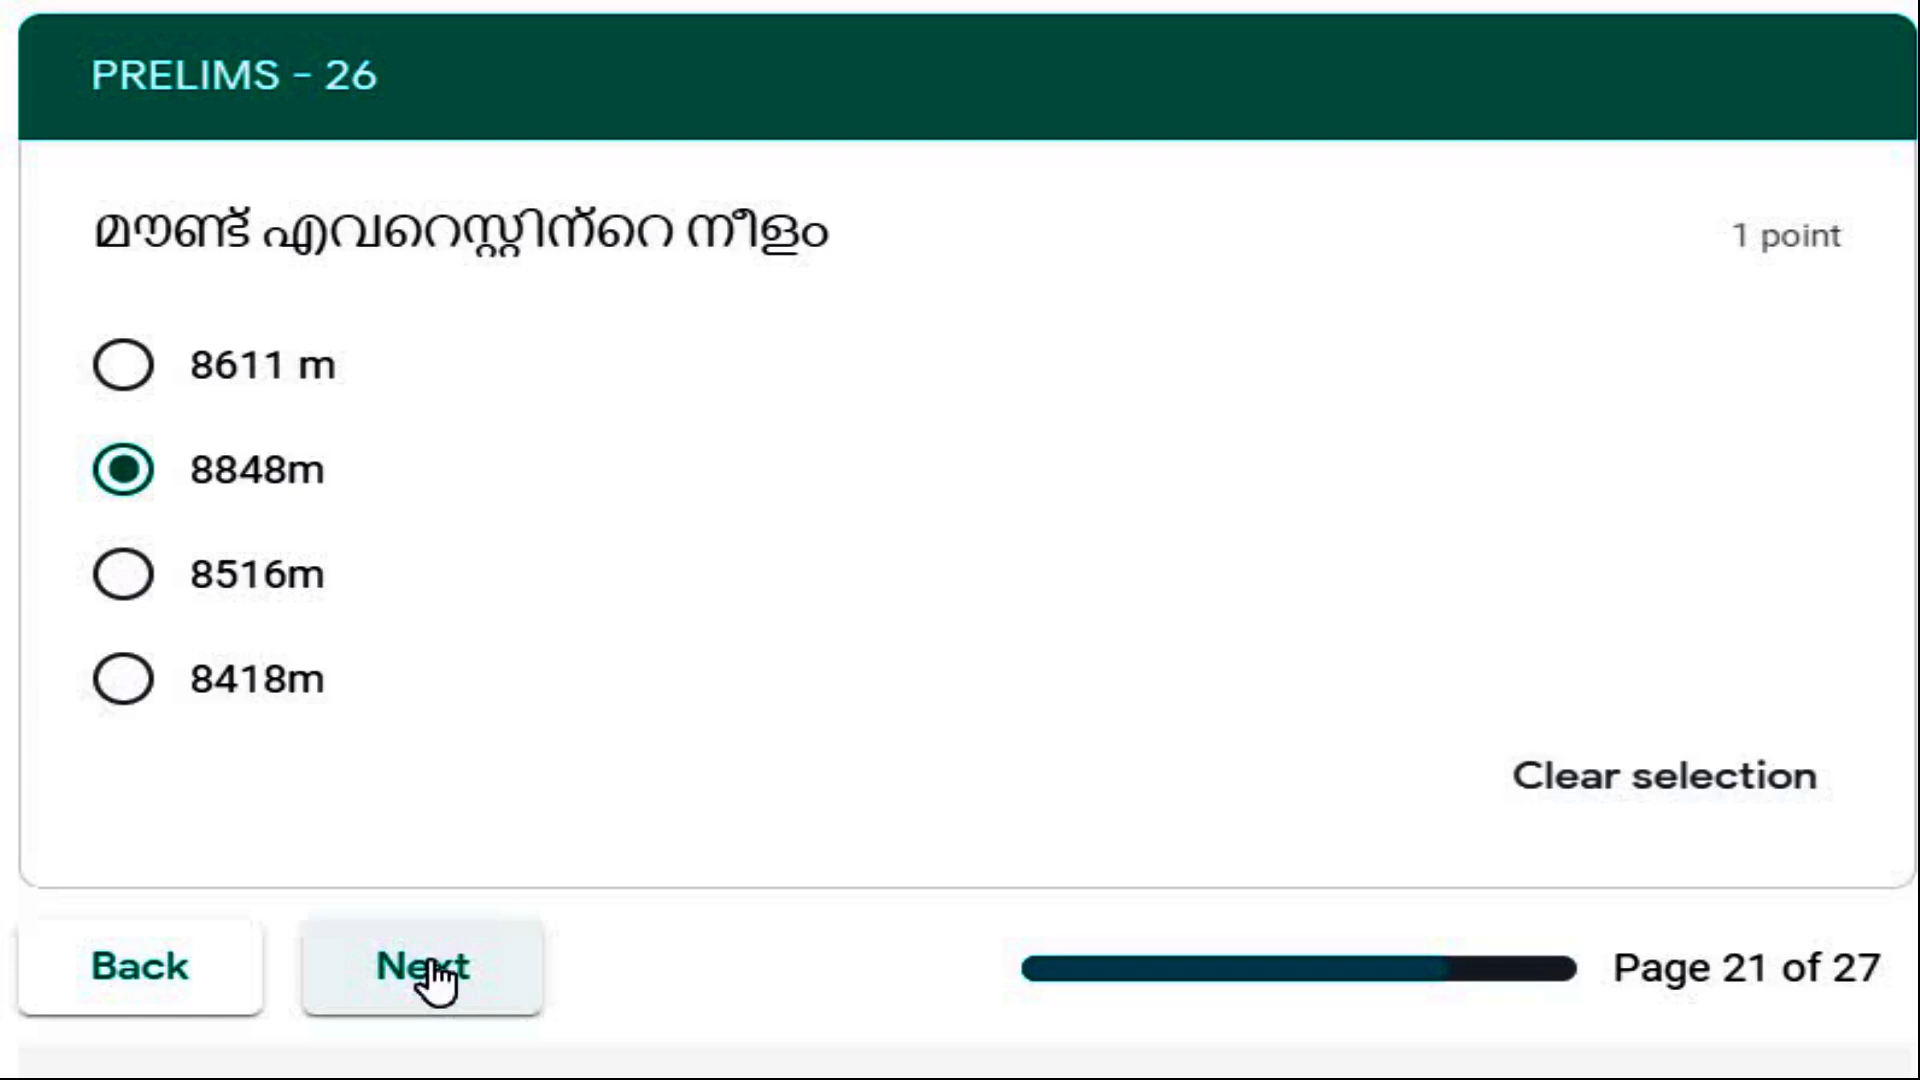 PRELIMS - 26
മൗണ്ട് എവറെസ്റ്റിന്റെ നീളം
1 point
8611 m
8848m
8516m
8418m
Clear selection
Back
Next
Page 21 of 27